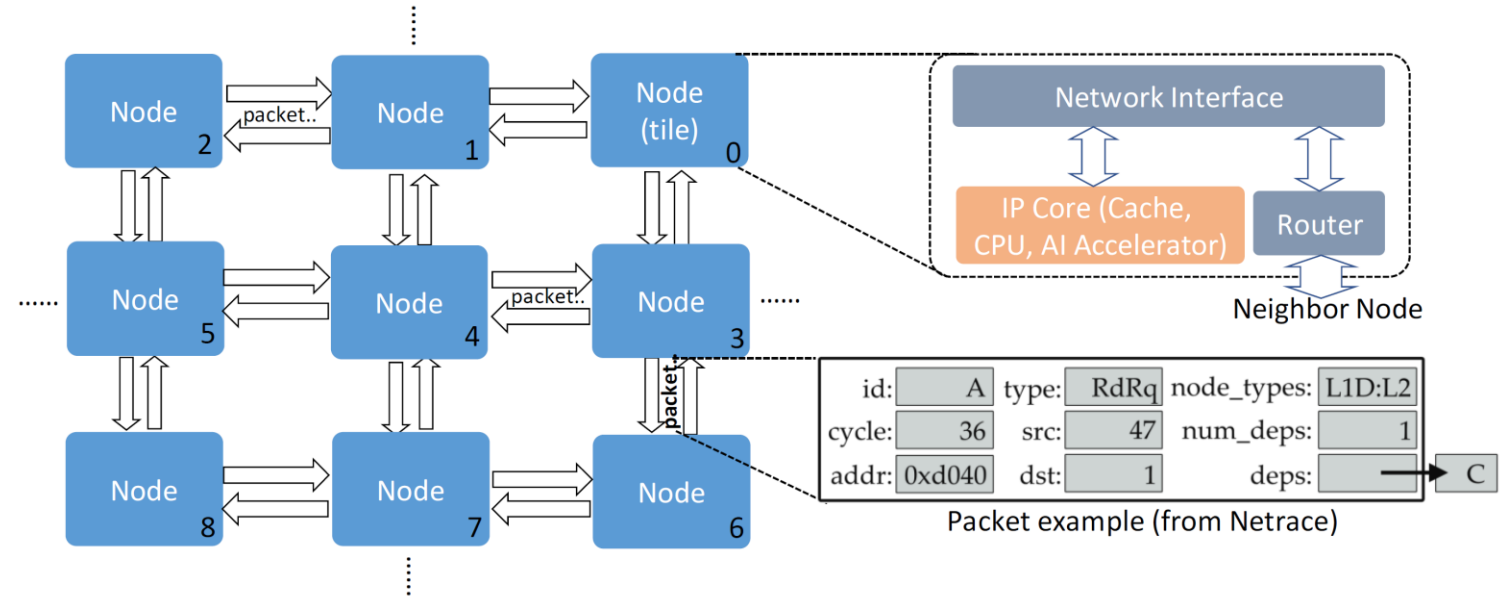 Node
2
packet..
Node
1
Node
(tile)
0
Network Interface
IP Core (Cache,
CPU, AI Accelerator)
Router
Neighbor Node
Node
5
Node
4
packet..
Node
3
packet..
Node
8
Node
7
Node
6
id: A type: RdRq node_types: L1D:L2
cycle: 36 src: 47 num_deps: 1
addr: 0xd040 dst: 1 deps: C
Packet example (from Netrace)